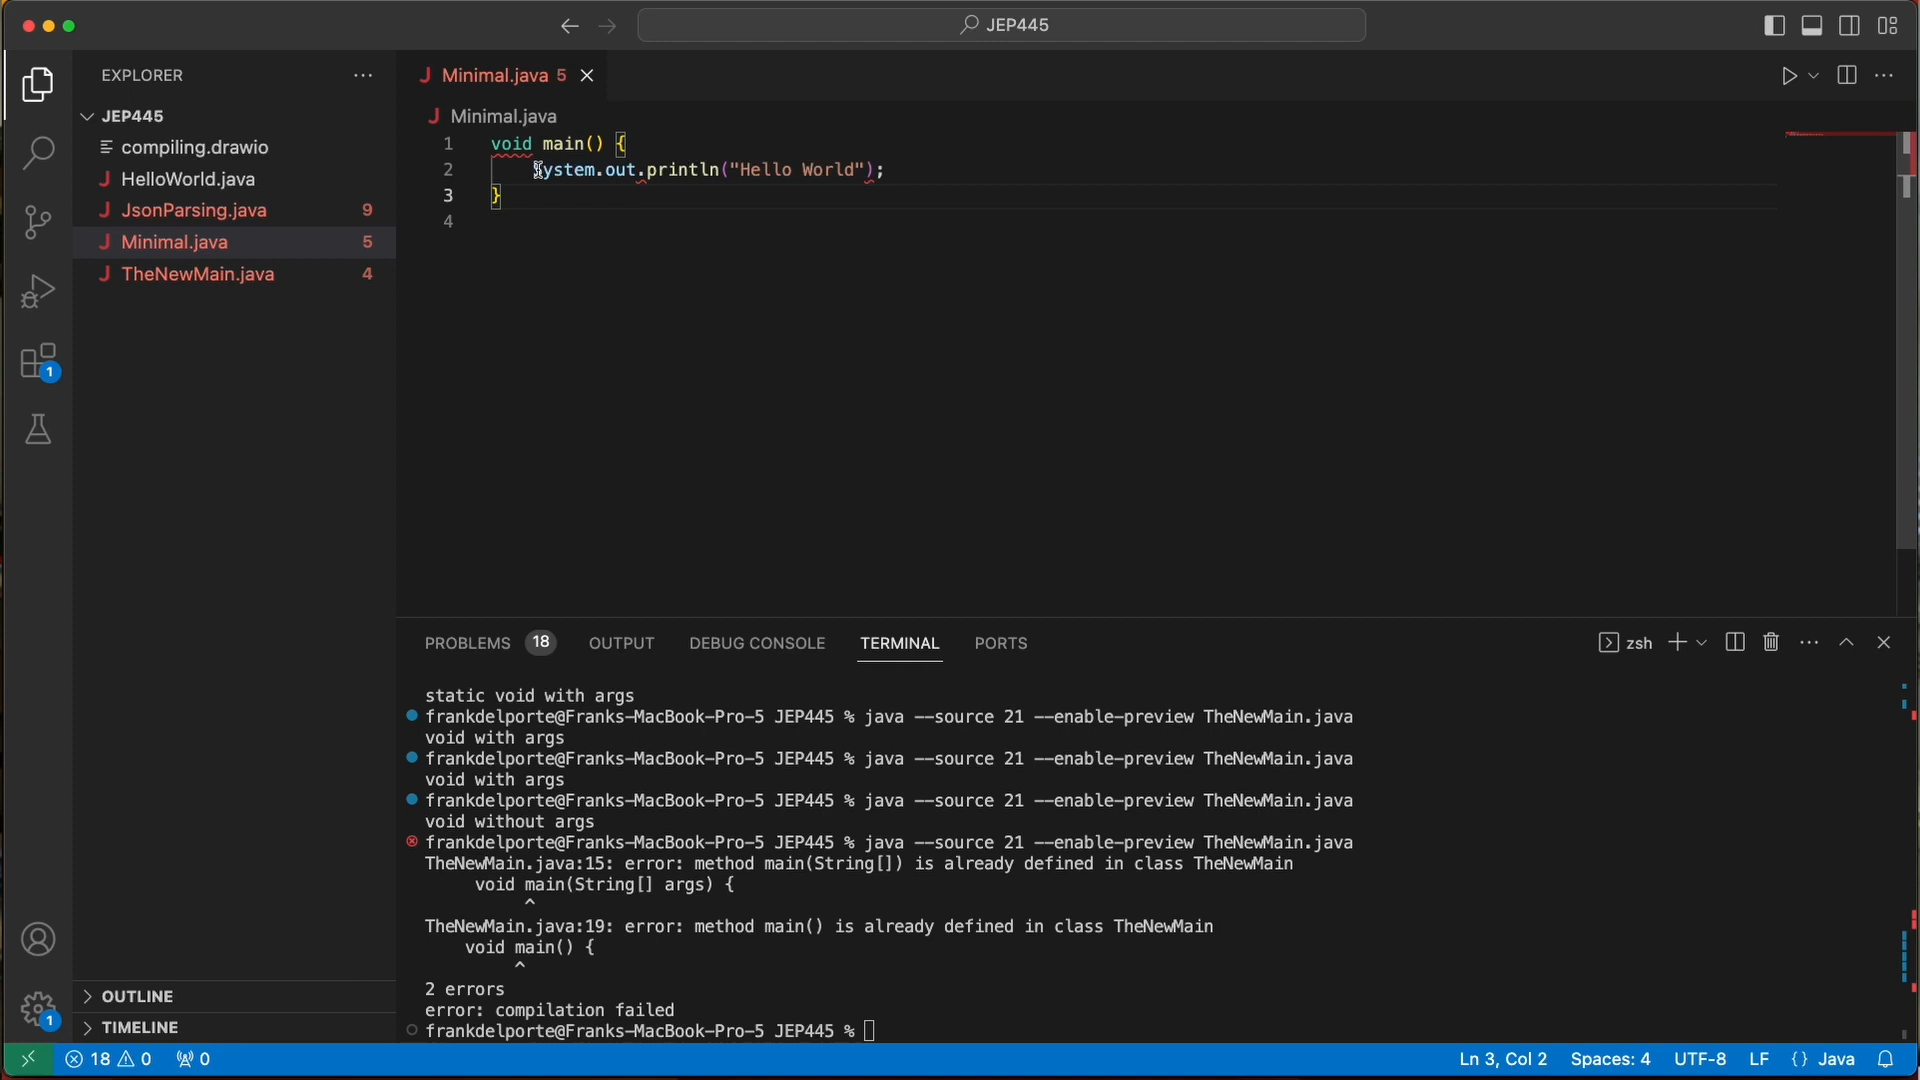 JEP445
EXPLORER
JEP445
compiling.drawio
HelloWorld.java
JsonParsing.java 9
Minimal.java 5
TheNewMain.java 4
OUTLINE
TIMELINE
1
1
Minimal.java 5
Minimal.java
1 void main() {
2 System.out.println("Hello World");
3 }
4
PROBLEMS 18 OUTPUT DEBUG CONSOLE TERMINAL PORTS
zsh
static void with args
frankdelporte@Franks-MacBook-Pro-5 JEP445 % java --source 21 --enable-preview TheNewMain.java
void with args
frankdelporte@Franks-MacBook-Pro-5 JEP445 % java --source 21 --enable-preview TheNewMain.java
void with args
frankdelporte@Franks-MacBook-Pro-5 JEP445 % java --source 21 --enable-preview TheNewMain.java
void without args
frankdelporte@Franks-MacBook-Pro-5 JEP445 % java --source 21 --enable-preview TheNewMain.java
TheNewMain.java:15: error: method main(String[]) is already defined in class TheNewMain
void main(String[] args) {
^
TheNewMain.java:19: error: method main() is already defined in class TheNewMain
void main() {
^
2 errors
error: compilation failed
frankdelporte@Franks-MacBook-Pro-5 JEP445 %
18 0 0
Ln 3, Col 2 Spaces: 4 UTF-8 LF {} Java